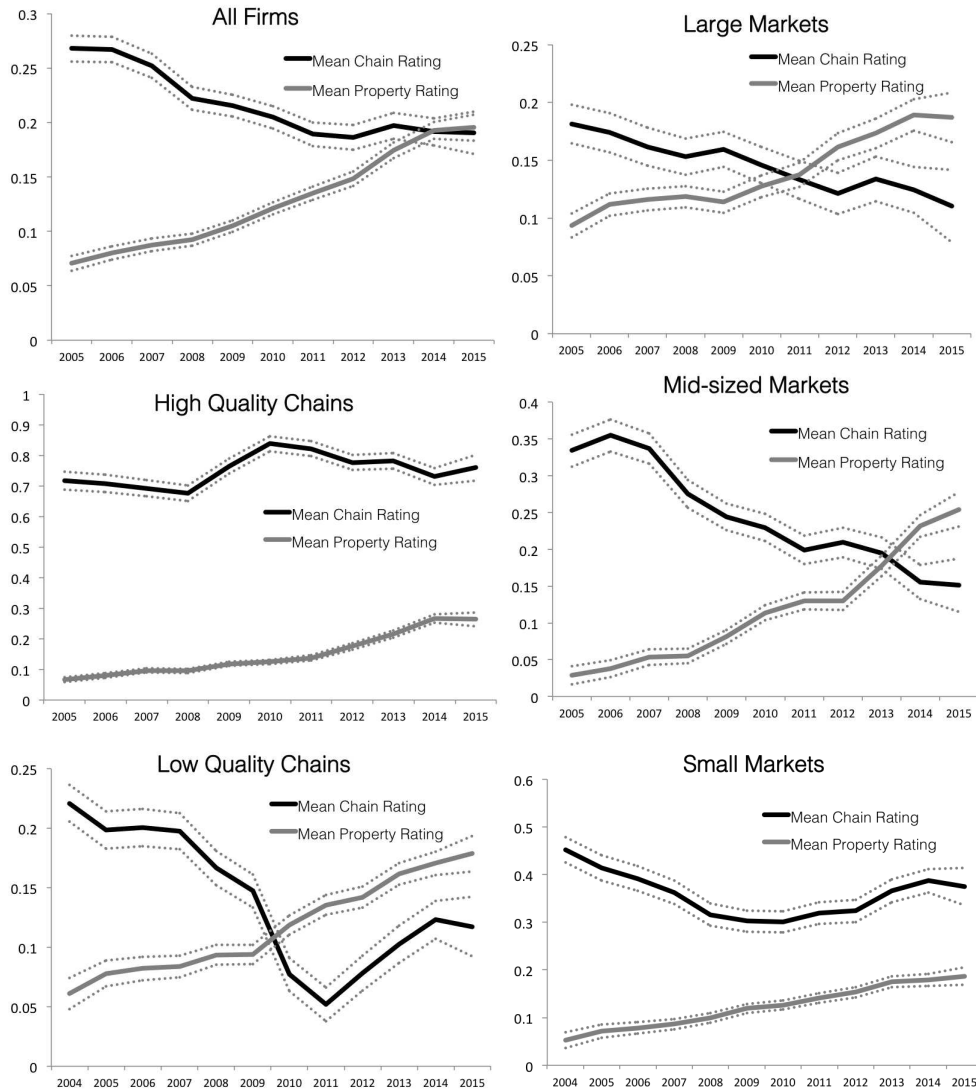 All Firms
0.3
0.25
0.2
0.15
0.1
0.05
0
Mean Chain Rating
Mean Property Rating
2005 2006 2007 2008 2009 2010 2011 2012 2013 2014 2015
Large Markets
0.25
0.2
0.15
0.1
0.05
0
Mean Chain Rating
Mean Property Rating
2005 2006 2007 2008 2009 2010 2011 2012 2013 2014 2015
High Quality Chains
1
0.9
0.8
0.7
0.6
0.5
0.4
0.3
0.2
0.1
0
Mean Chain Rating
Mean Property Rating
2005 2006 2007 2008 2009 2010 2011 2012 2013 2014 2015
Mid-sized Markets
0.4
0.35
0.3
0.25
0.2
0.15
0.1
0.05
0
Mean Chain Rating
Mean Property Rating
2005 2006 2007 2008 2009 2010 2011 2012 2013 2014 2015
Low Quality Chains
0.25
0.2
0.15
0.1
0.05
0
Mean Chain Rating
Mean Property Rating
2004 2005 2006 2007 2008 2009 2010 2011 2012 2013 2014 2015
Small Markets
0.6
0.5
0.4
0.3
0.2
0.1
0
Mean Chain Rating
Mean Property Rating
2004 2005 2006 2007 2008 2009 2010 2011 2012 2013 2014 2015